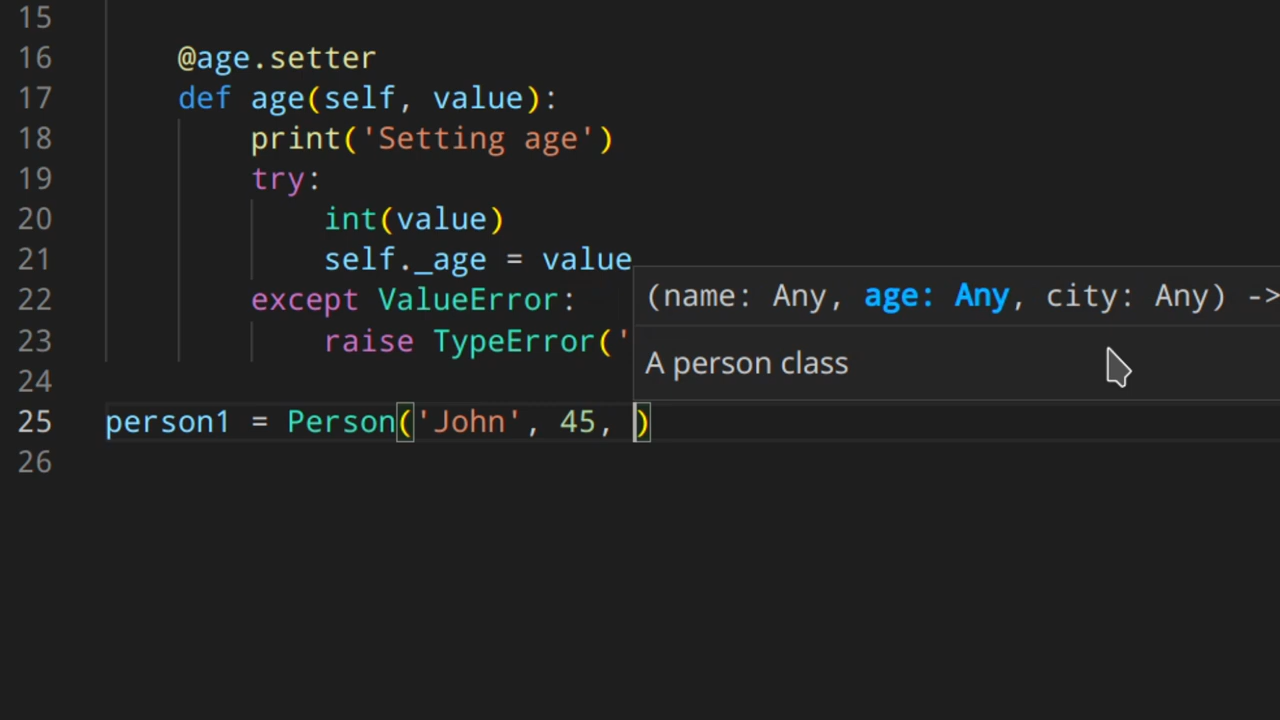 15
16 @age.setter
17 def age(self, value):
18 print('Setting age')
19 try:
20 int(value)
21 self._age = value
22 except ValueError:
(name: Any, age: Any, city: Any) ->
23 raise TypeError('
A person class
24
25 person1 = Person('John', 45, )
26